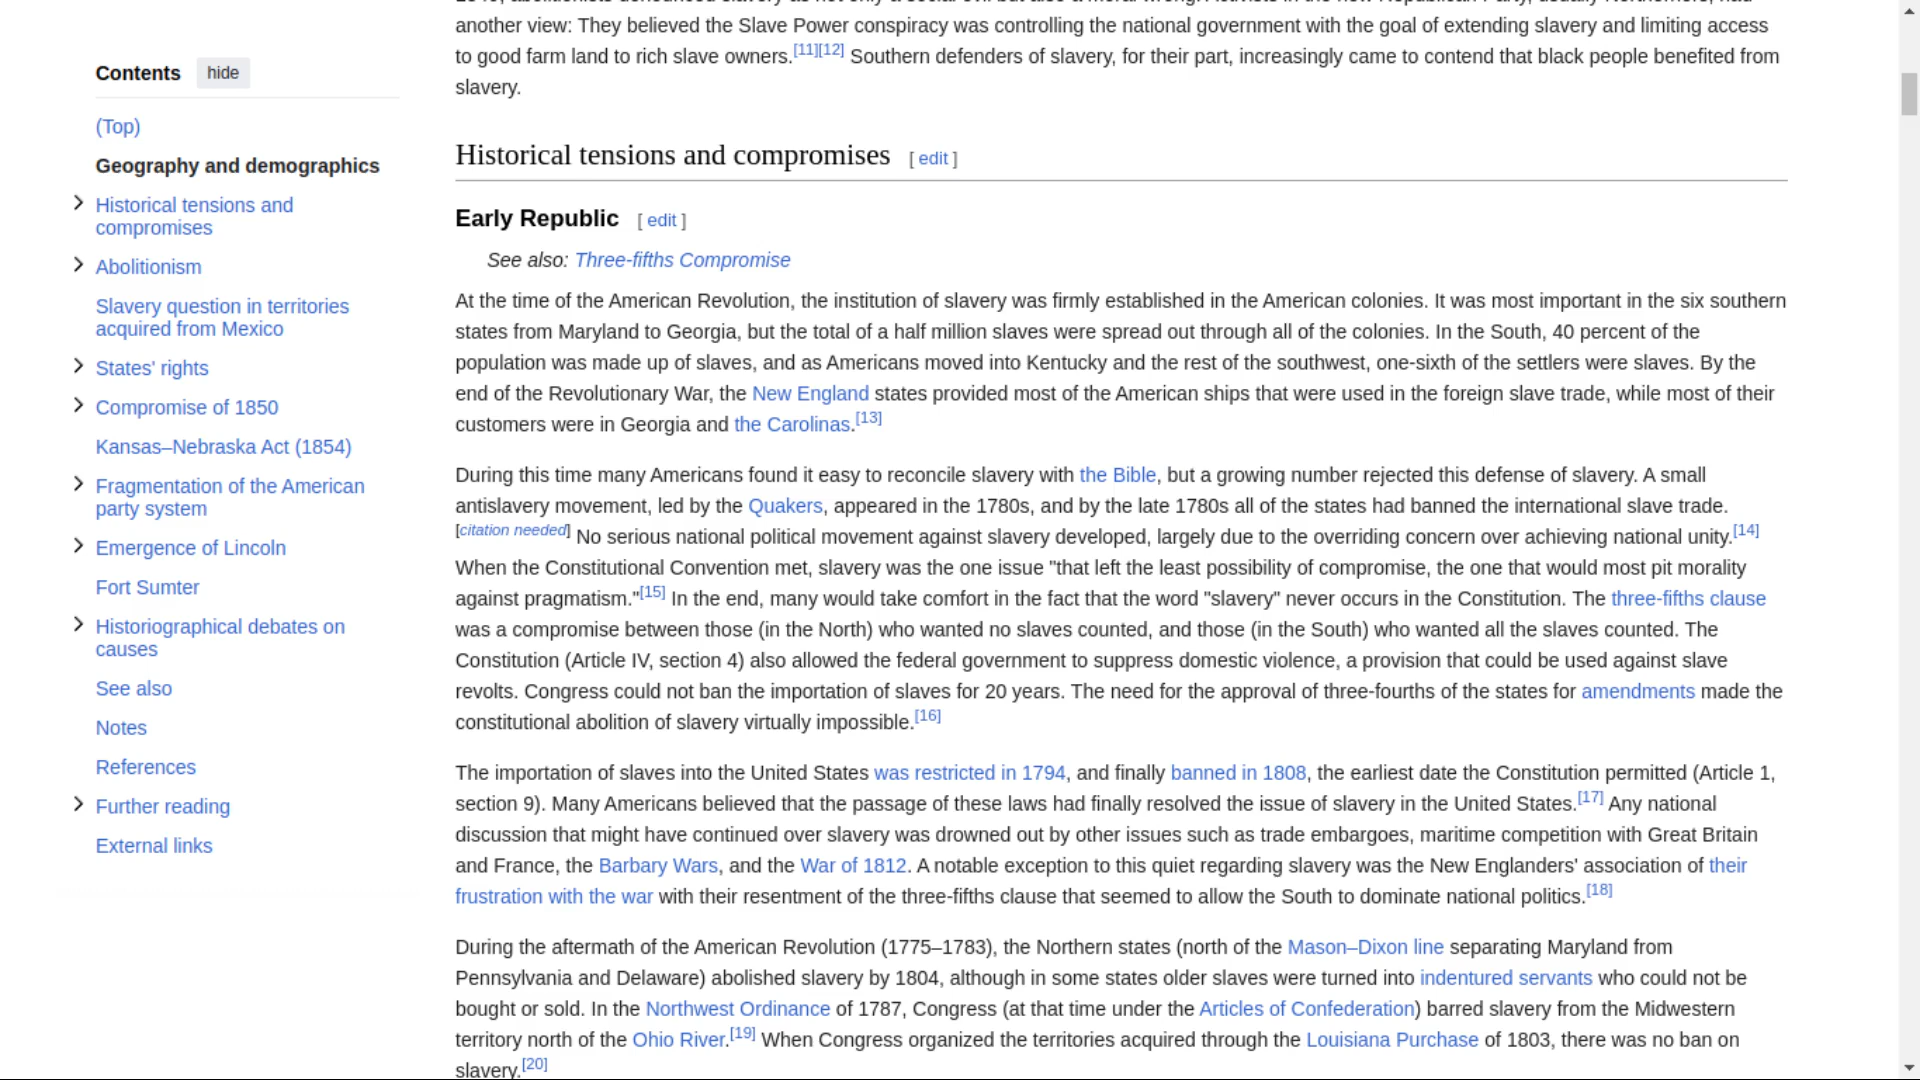 another view: They believed the Slave Power conspiracy was controlling the national government with the goal of extending slavery and limiting access
to good farm land to rich slave owners.[11][12] Southern defenders of slavery, for their part, increasingly came to contend that black people benefited from
slavery.
Contents hide
(Top)
Geography and demographics
Historical tensions and
compromises
Abolitionism
Slavery question in territories
acquired from Mexico
States' rights
Compromise of 1850
Kansas–Nebraska Act (1854)
Fragmentation of the American
party system
Emergence of Lincoln
Fort Sumter
Historiographical debates on
causes
See also
Notes
References
Further reading
External links
Historical tensions and compromises [ edit ]
Early Republic [ edit ]
See also: Three-fifths Compromise
At the time of the American Revolution, the institution of slavery was firmly established in the American colonies. It was most important in the six southern
states from Maryland to Georgia, but the total of a half million slaves were spread out through all of the colonies. In the South, 40 percent of the
population was made up of slaves, and as Americans moved into Kentucky and the rest of the southwest, one-sixth of the settlers were slaves. By the
end of the Revolutionary War, the New England states provided most of the American ships that were used in the foreign slave trade, while most of their
customers were in Georgia and the Carolinas.[13]
During this time many Americans found it easy to reconcile slavery with the Bible, but a growing number rejected this defense of slavery. A small
antislavery movement, led by the Quakers, appeared in the 1780s, and by the late 1780s all of the states had banned the international slave trade.
[citation needed] No serious national political movement against slavery developed, largely due to the overriding concern over achieving national unity.[14]
When the Constitutional Convention met, slavery was the one issue "that left the least possibility of compromise, the one that would most pit morality
against pragmatism."[15] In the end, many would take comfort in the fact that the word "slavery" never occurs in the Constitution. The three-fifths clause
was a compromise between those (in the North) who wanted no slaves counted, and those (in the South) who wanted all the slaves counted. The
Constitution (Article IV, section 4) also allowed the federal government to suppress domestic violence, a provision that could be used against slave
revolts. Congress could not ban the importation of slaves for 20 years. The need for the approval of three-fourths of the states for amendments made the
constitutional abolition of slavery virtually impossible.[16]
The importation of slaves into the United States was restricted in 1794, and finally banned in 1808, the earliest date the Constitution permitted (Article 1,
section 9). Many Americans believed that the passage of these laws had finally resolved the issue of slavery in the United States.[17] Any national
discussion that might have continued over slavery was drowned out by other issues such as trade embargoes, maritime competition with Great Britain
and France, the Barbary Wars, and the War of 1812. A notable exception to this quiet regarding slavery was the New Englanders' association of their
frustration with the war with their resentment of the three-fifths clause that seemed to allow the South to dominate national politics.[18]
During the aftermath of the American Revolution (1775–1783), the Northern states (north of the Mason–Dixon line separating Maryland from
Pennsylvania and Delaware) abolished slavery by 1804, although in some states older slaves were turned into indentured servants who could not be
bought or sold. In the Northwest Ordinance of 1787, Congress (at that time under the Articles of Confederation) barred slavery from the Midwestern
territory north of the Ohio River.[19] When Congress organized the territories acquired through the Louisiana Purchase of 1803, there was no ban on
slavery.[20]